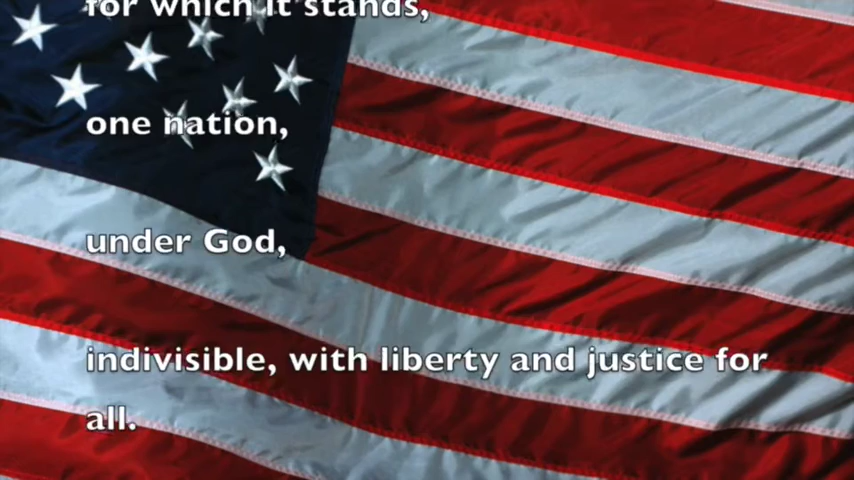 for which it stands,
one nation,
under God,
indivisible, with liberty and justice for
all.